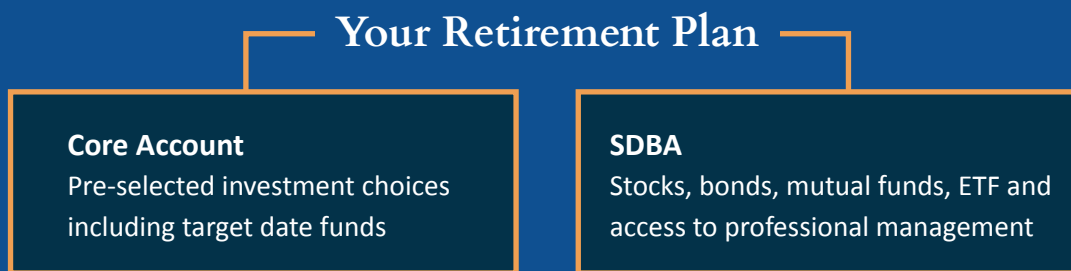 Your Retirement Plan
Core Account
Pre-selected investment choices
including target date funds
SDBA
Stocks, bonds, mutual funds, ETF and
access to professional management